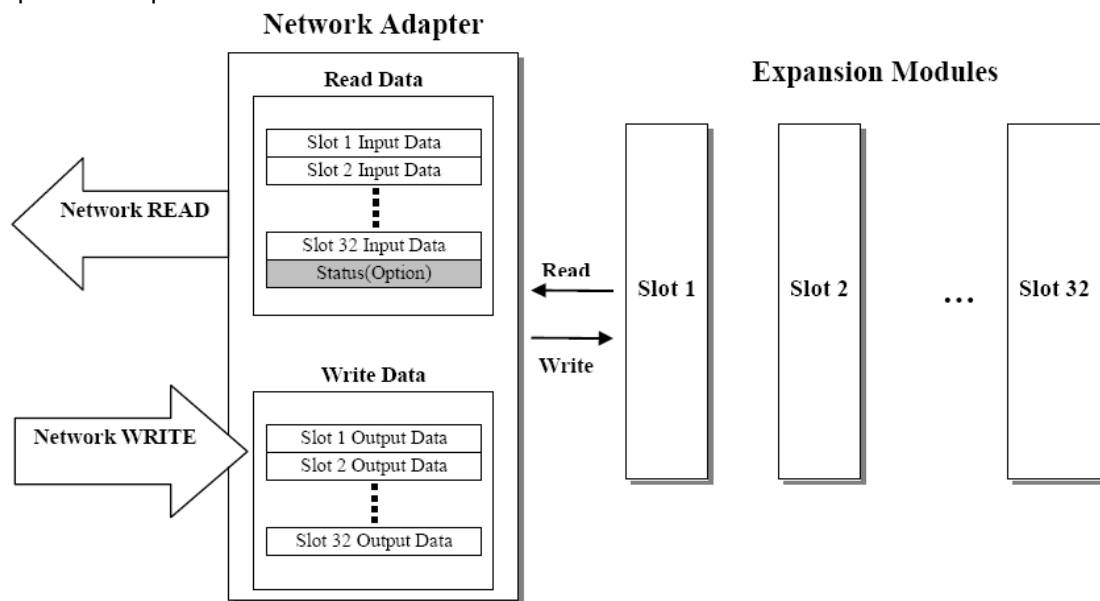 Network Adapter
Read Data
Slot 1 Input Data
Slot 2 Input Data
Slot 32 Input Data
Status(Option)
Network READ
Write Data
Slot 1 Output Data
Slot 2 Output Data
Slot 32 Output Data
Network WRITE
Read
Write
Expansion Modules
Slot 1
Slot 2
...
Slot 32